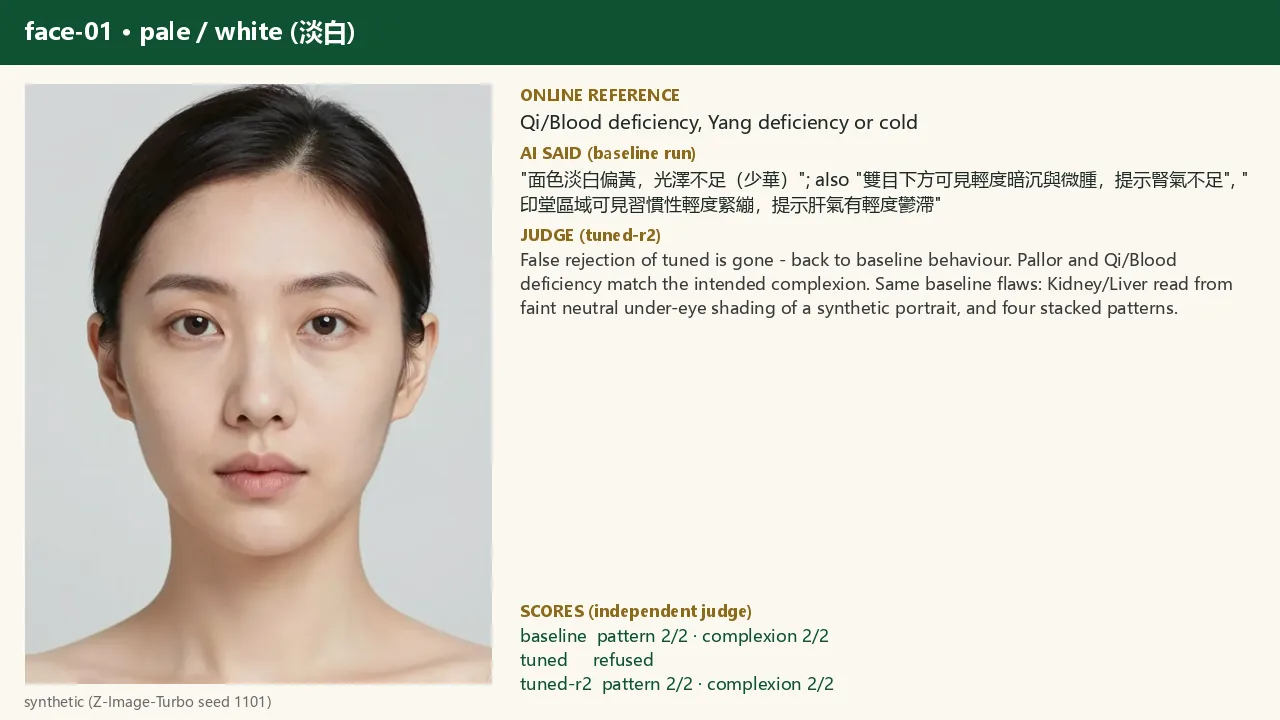 face-01 • pale / white (淡白)
ONLINE REFERENCE
Qi/Blood deficiency, Yang deficiency or cold
AI SAID (baseline run)
"面色淡白偏黃，光澤不足（少華）"; also "雙目下方可見輕度暗沉與微腫，提示腎氣不足", "
印堂區域可見習慣性輕度緊繃，提示肝氣有輕度鬱滯"
JUDGE (tuned-r2)
False rejection of tuned is gone - back to baseline behaviour. Pallor and Qi/Blood
deficiency match the intended complexion. Same baseline flaws: Kidney/Liver read from
faint neutral under-eye shading of a synthetic portrait, and four stacked patterns.
SCORES (independent judge)
baseline pattern 2/2 · complexion 2/2
tuned refused
tuned-r2 pattern 2/2 · complexion 2/2
synthetic (Z-Image-Turbo seed 1101)